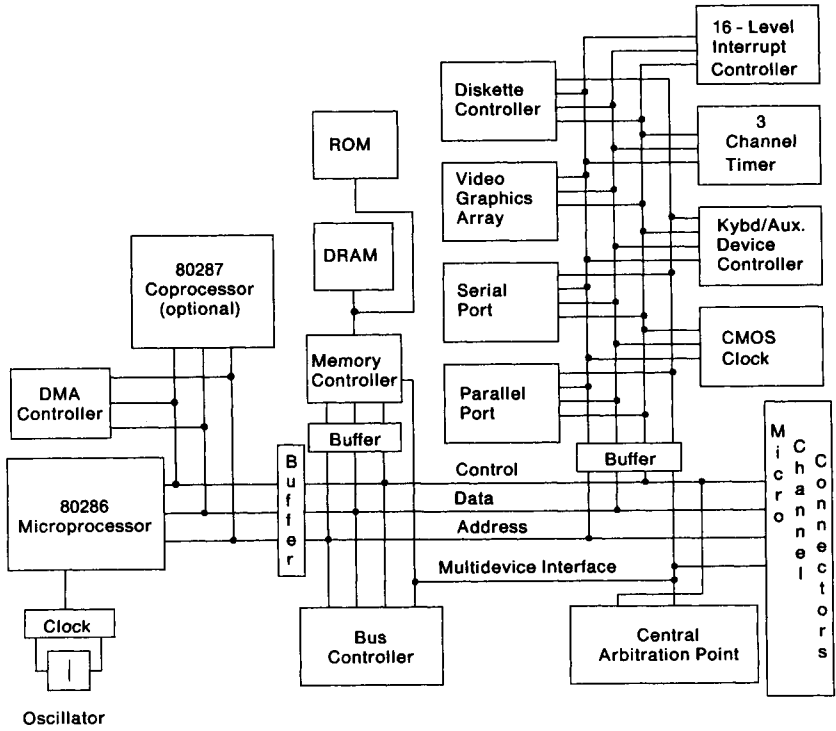 16 - Level
Interrupt
Controller
Diskette
Controller
ROM
3
Channel
Timer
Video
Graphics
Array
DRAM
Kybd/Aux.
Device
Controller
80287
Coprocessor
(optional)
Serial
Port
Memory
Controller
CMOS
Clock
DMA
Controller
Parallel
Port
Buffer
Buffer
Buffer
Control
Data
Address
80286
Microprocessor
Micro
Channel
Connectors
Multidevice Interface
Clock
Bus
Controller
Central
Arbitration Point
Oscillator